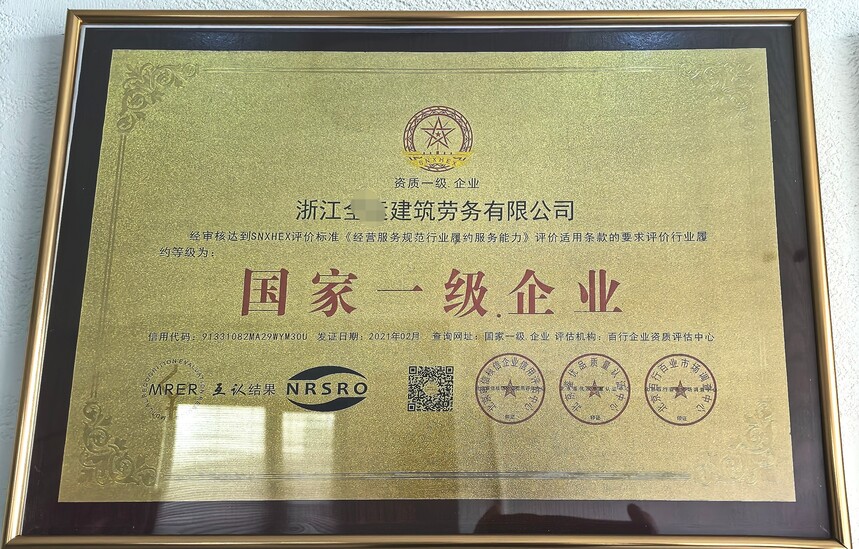 SNXHEX
资质一级.企业
浙江 建筑劳务有限公司
经审核达到SNXHEX评价标准《经营服务规范行业履约服务能力》评价适用条款的要求评价行业履
约等级为:
国家一级.企业
信用代码: 91331082MA29WYM30U 发证日期: 2021年02月 查询网址: 国家一级.企业 评估机构: 百行企业资质评估中心
MRER 互认结果 NRSRO